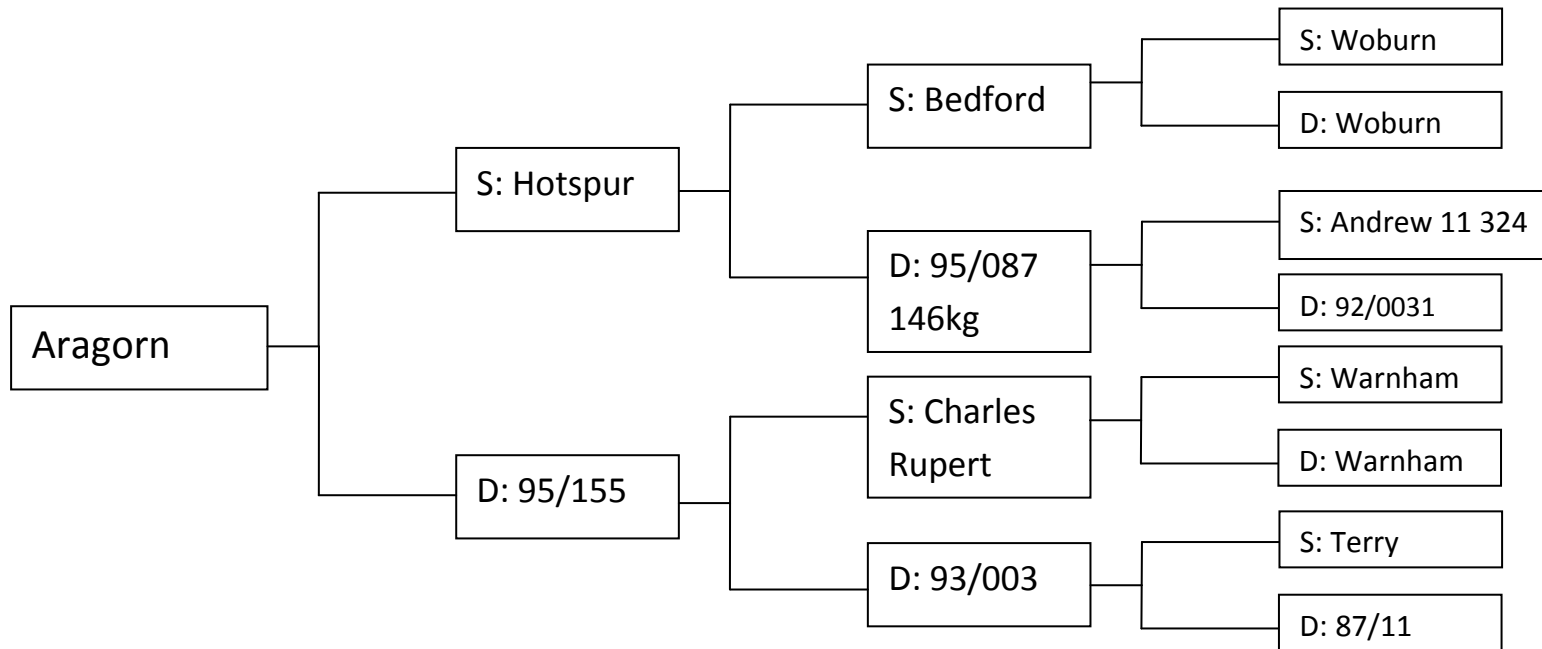 Aragorn
S: Hotspur
D: 95/155
S: Bedford
D: 95/087
146kg
S: Charles
Rupert
D: 93/003
S: Woburn
D: Woburn
S: Andrew 11 324
D: 92/0031
S: Warnham
D: Warnham
S: Terry
D: 87/11